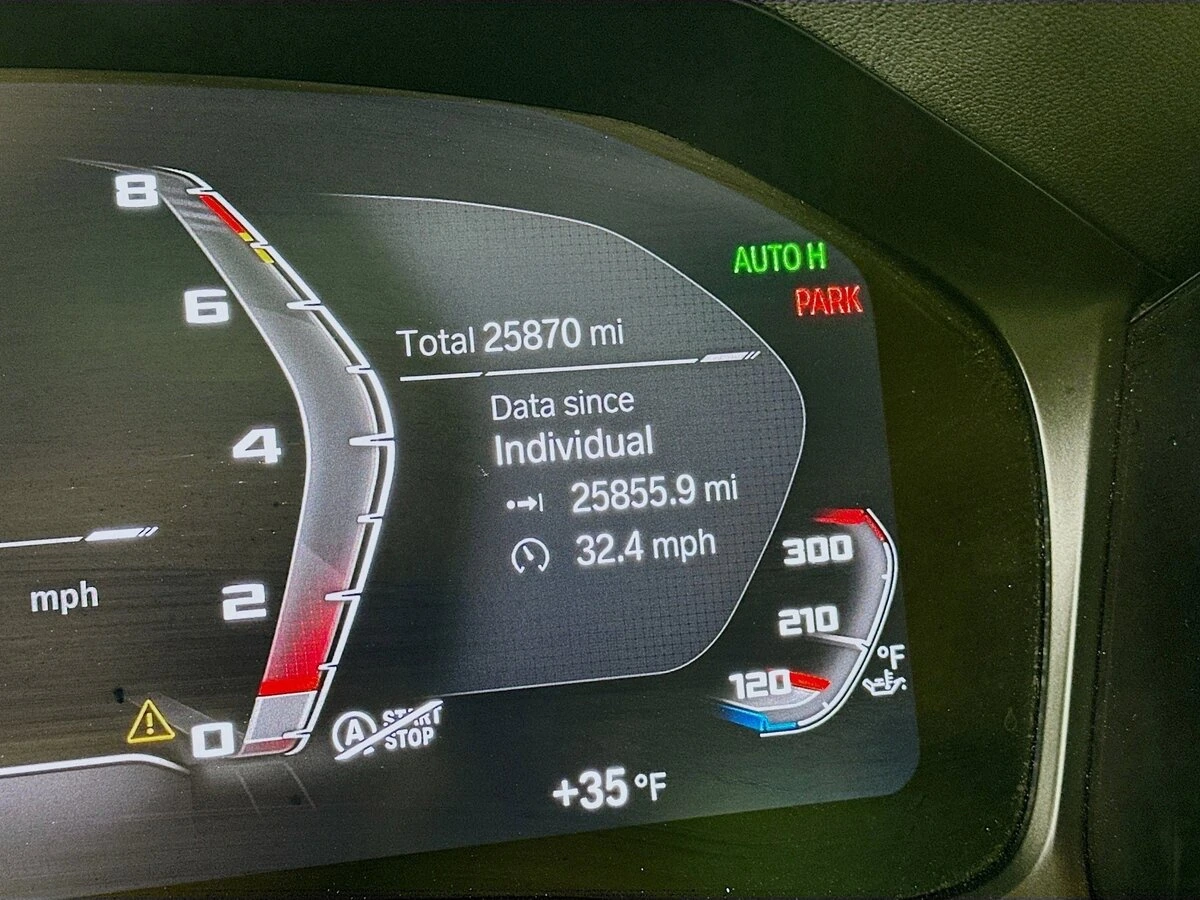 8
AUTO H
PARK
6
Total 25870 mi
Data since
4
Individual
25855.9 mi
32.4 mph
300
mph
2
210
°F
120
0
A START STOP
+35 °F